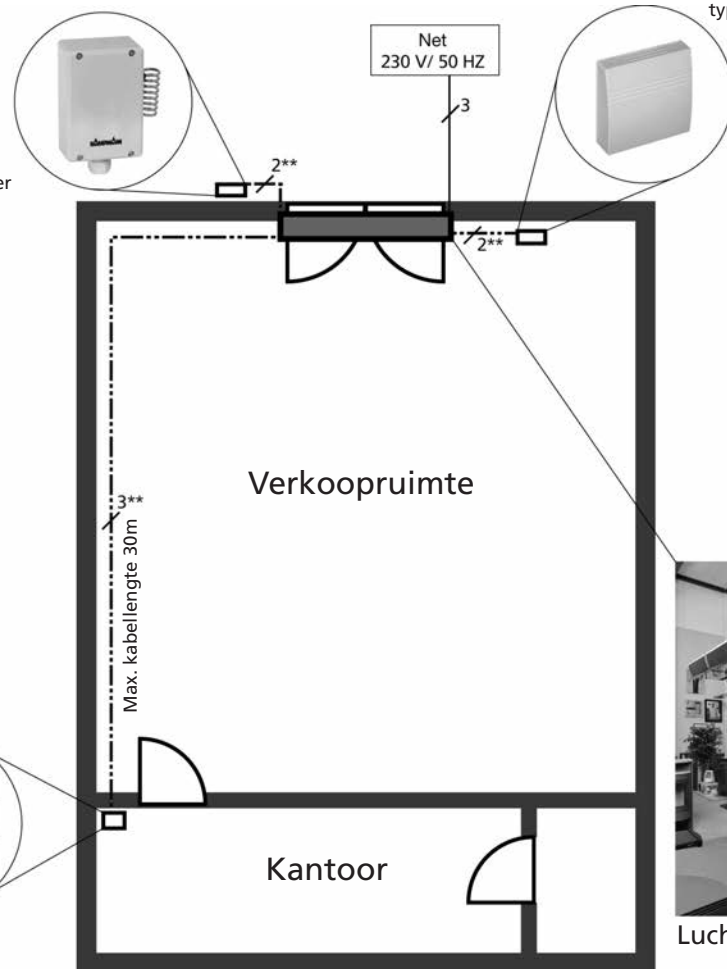 typ
Net
230 V/ 50 HZ
3
er
2**
2**
Verkoopruimte
3**
Max. kabellengte 30m
Kantoor
Luch